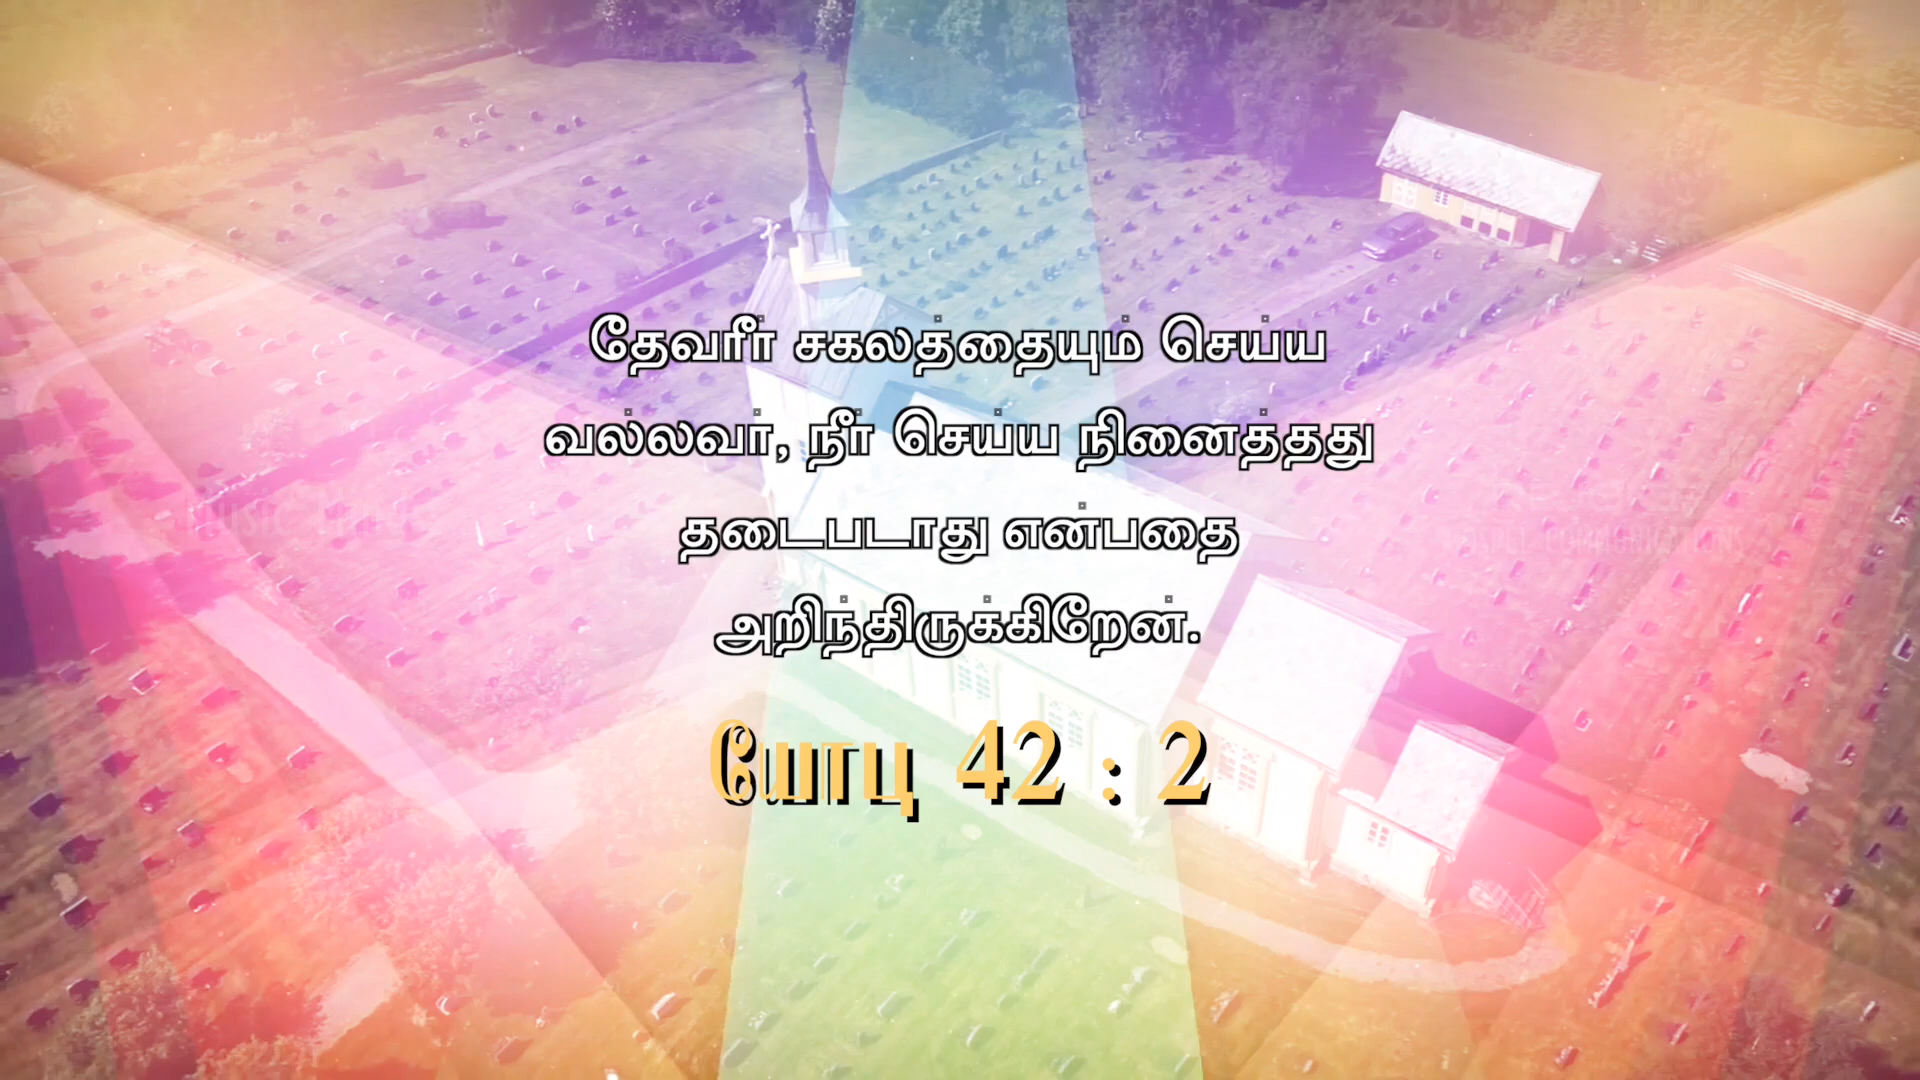 தேவரீர் சகலத்தையும் செய்ய
வல்லவர், நீர் செய்ய நினைத்தது
தடைபடாது என்பதை
அறிந்திருக்கிறேன்.
யோபு 42 : 2